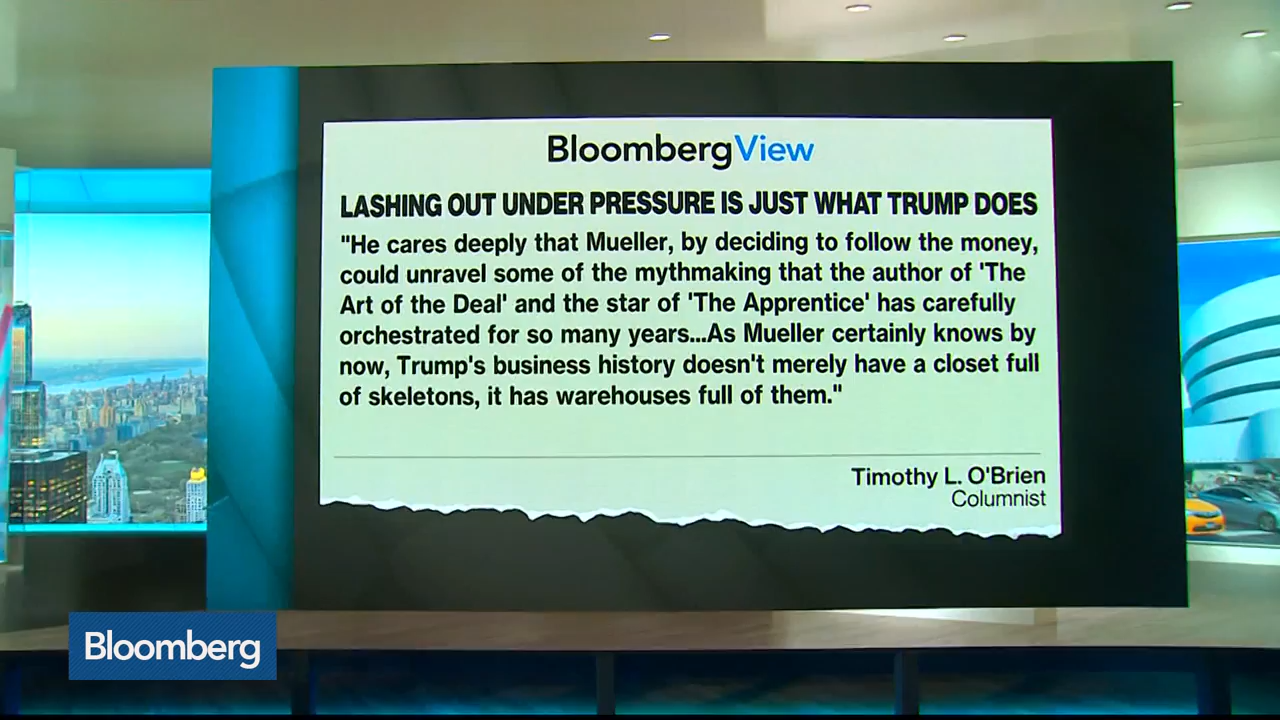 BloombergView
LASHING OUT UNDER PRESSURE IS JUST WHAT TRUMP DOES
"He cares deeply that Mueller, by deciding to follow the money,
could unravel some of the mythmaking that the author of 'The
Art of the Deal' and the star of 'The Apprentice' has carefully
orchestrated for so many years...As Mueller certainly knows by
now, Trump's business history doesn't merely have a closet full
of skeletons, it has warehouses full of them."
Timothy L. O'Brien
Columnist
Bloomberg